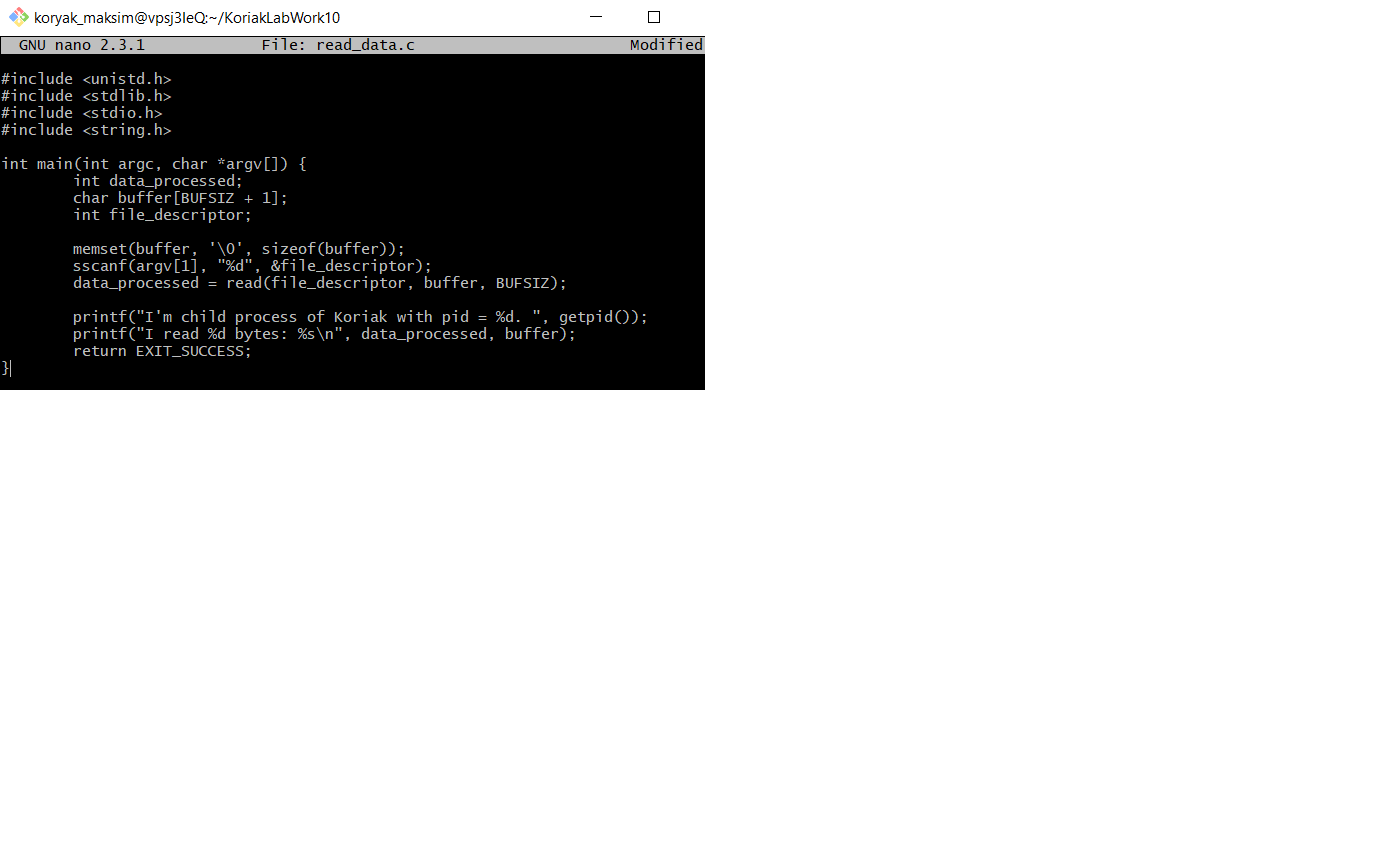 koryak_maksim@vpsj3IeQ:~/KoriakLabWork10
GNU nano 2.3.1 File: read_data.c Modified
#include <unistd.h>
#include <stdlib.h>
#include <stdio.h>
#include <string.h>
int main(int argc, char *argv[]) {
        int data_processed;
        char buffer[BUFSIZ + 1];
        int file_descriptor;
        memset(buffer, '\0', sizeof(buffer));
        sscanf(argv[1], "%d", &file_descriptor);
        data_processed = read(file_descriptor, buffer, BUFSIZ);
        printf("I'm child process of Koriak with pid = %d. ", getpid());
        printf("I read %d bytes: %s\n", data_processed, buffer);
        return EXIT_SUCCESS;
}